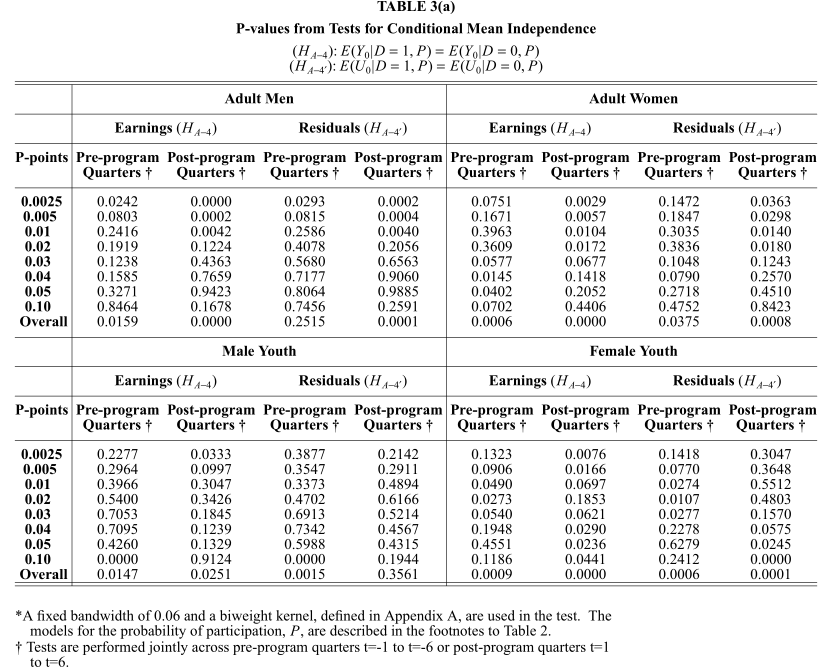 TABLE 3(a)
P-values from Tests for Conditional Mean Independence
(H_{A–4}): E(Y_0|D = 1, P) = E(Y_0|D = 0, P)
(H_{A–4′}): E(U_0|D = 1, P) = E(U_0|D = 0, P)
Adult Men Adult Women
Earnings (H_{A–4}) Residuals (H_{A–4′}) Earnings (H_{A–4}) Residuals (H_{A–4′})
P-points Pre-program Post-program Pre-program Post-program Pre-program Post-program Pre-program Post-program
Quarters † Quarters † Quarters † Quarters † Quarters † Quarters † Quarters † Quarters †
0.0025 0.0242 0.0000 0.0293 0.0002 0.0751 0.0029 0.1472 0.0363
0.005 0.0803 0.0002 0.0815 0.0004 0.1671 0.0057 0.1847 0.0298
0.01 0.2416 0.0042 0.2586 0.0040 0.3963 0.0104 0.3035 0.0140
0.02 0.1919 0.1224 0.4078 0.2056 0.3609 0.0172 0.3836 0.0180
0.03 0.1238 0.4363 0.5680 0.6563 0.0577 0.0677 0.1048 0.1243
0.04 0.1585 0.7659 0.7177 0.9060 0.0145 0.1418 0.0790 0.2570
0.05 0.3271 0.9423 0.8064 0.9885 0.0402 0.2052 0.2718 0.4510
0.10 0.8464 0.1678 0.7456 0.2591 0.0702 0.4406 0.4752 0.8423
Overall 0.0159 0.0000 0.2515 0.0001 0.0006 0.0000 0.0375 0.0008
Male Youth Female Youth
Earnings (H_{A–4}) Residuals (H_{A–4′}) Earnings (H_{A–4}) Residuals (H_{A–4′})
P-points Pre-program Post-program Pre-program Post-program Pre-program Post-program Pre-program Post-program
Quarters † Quarters † Quarters † Quarters † Quarters † Quarters † Quarters † Quarters †
0.0025 0.2277 0.0333 0.3877 0.2142 0.1323 0.0076 0.1418 0.3047
0.005 0.2964 0.0997 0.3547 0.2911 0.0906 0.0166 0.0770 0.3648
0.01 0.3966 0.3047 0.3373 0.4894 0.0490 0.0697 0.0274 0.5512
0.02 0.5400 0.3426 0.4702 0.6166 0.0273 0.1853 0.0107 0.4803
0.03 0.7053 0.1845 0.6913 0.5214 0.0540 0.0621 0.0277 0.1570
0.04 0.7095 0.1239 0.7342 0.4567 0.1948 0.0290 0.2278 0.0575
0.05 0.4260 0.1329 0.5988 0.4315 0.4551 0.0236 0.6279 0.0245
0.10 0.0000 0.9124 0.0000 0.1944 0.1186 0.0441 0.2412 0.0000
Overall 0.0147 0.0251 0.0015 0.3561 0.0009 0.0000 0.0006 0.0001
*A fixed bandwidth of 0.06 and a biweight kernel, defined in Appendix A, are used in the test. The
models for the probability of participation, P, are described in the footnotes to Table 2.
† Tests are performed jointly across pre-program quarters t=-1 to t=-6 or post-program quarters t=1
to t=6.